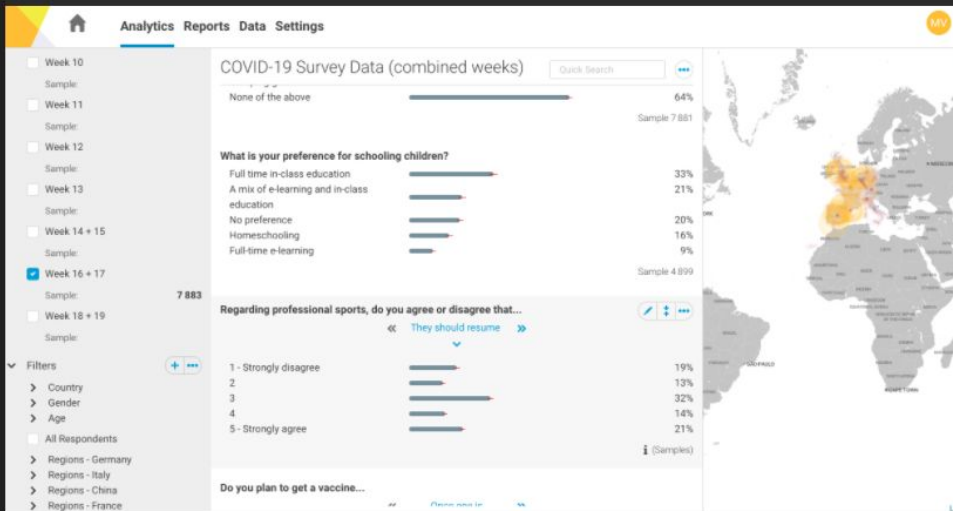 Analytics Reports Data Settings
MV
Week 10
Sample:
Week 11
Sample:
Week 12
Sample:
Week 13
Sample:
Week 14 + 15
Sample:
Week 16 + 17
Sample: 7 883
Week 18 + 19
Sample:
Filters
Country
Gender
Age
All Respondents
Regions - Germany
Regions - Italy
Regions - China
Regions - France
COVID-19 Survey Data (combined weeks)
Quick Search
None of the above 64%
Sample 7 881
What is your preference for schooling children?
Full time in-class education 33%
A mix of e-learning and in-class 21%
education
No preference 20%
Homeschooling 16%
Full-time e-learning 9%
Sample 4 899
Regarding professional sports, do you agree or disagree that...
They should resume
1 - Strongly disagree 19%
2 13%
3 32%
4 14%
5 - Strongly agree 21%
(Samples)
Do you plan to get a vaccine...
SAO PAULO
CAPE TOWN